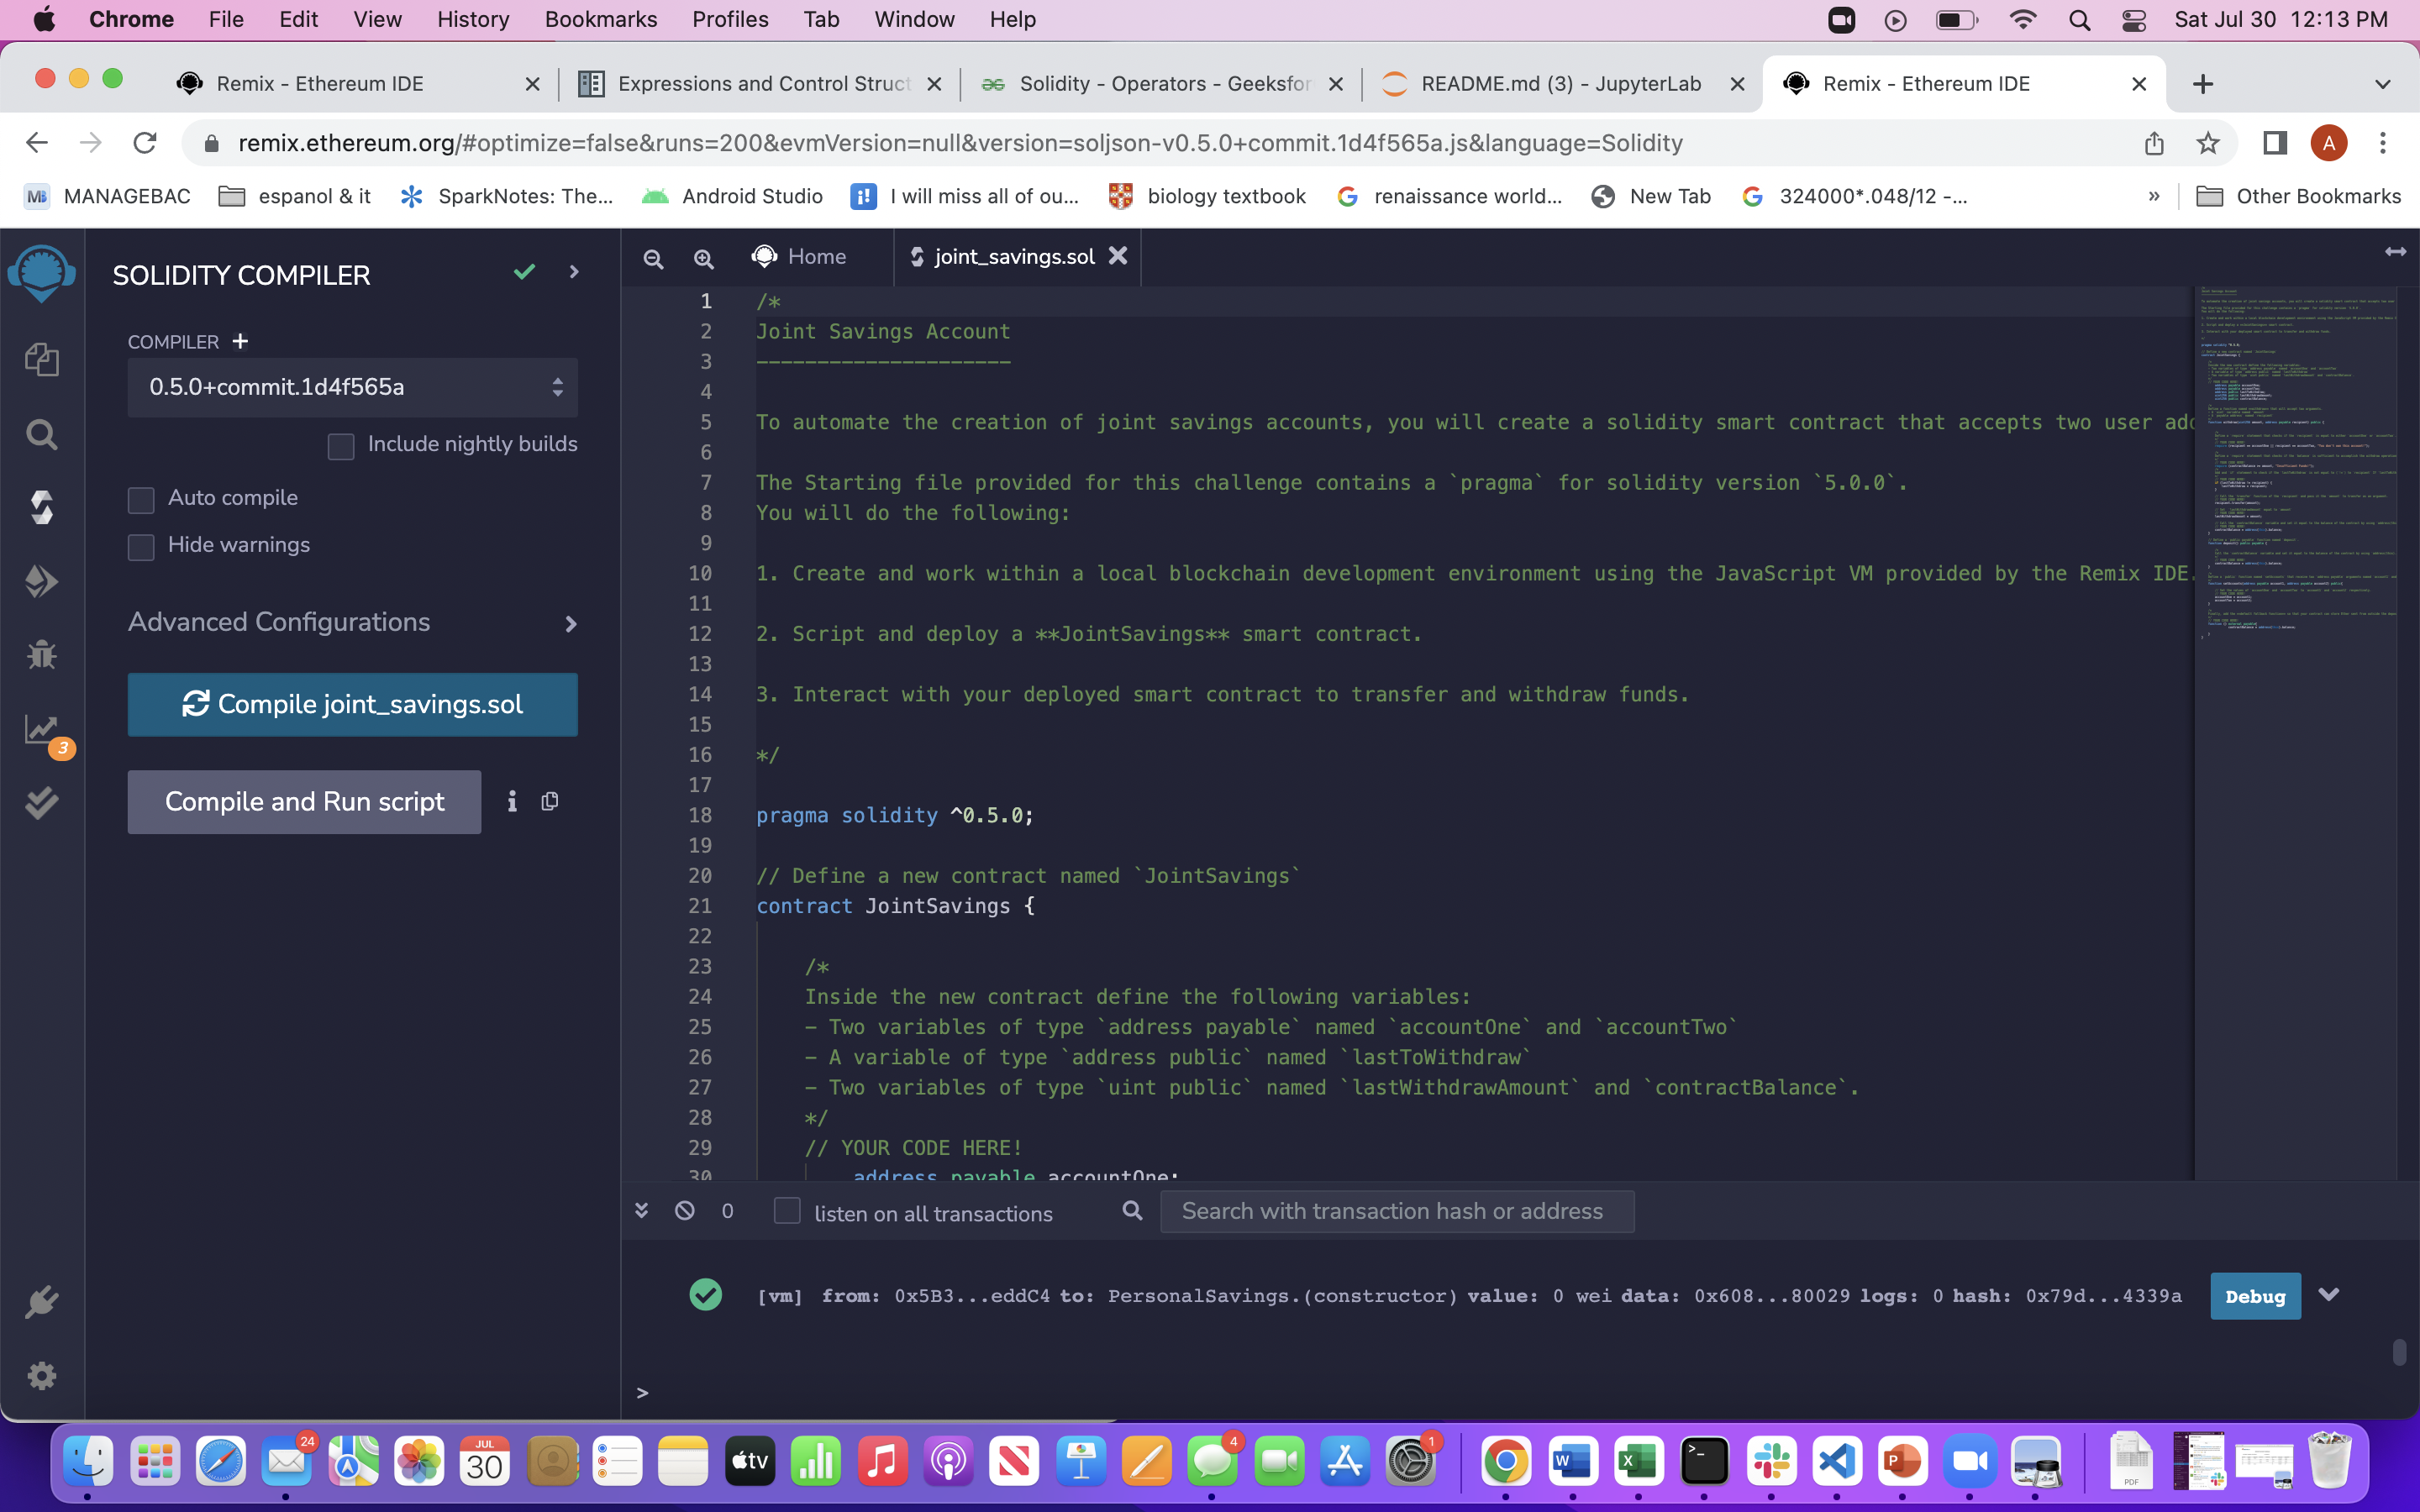 Chrome File Edit View History Bookmarks Profiles Tab Window Help Sat Jul 30 12:13 PM
Remix - Ethereum IDE Expressions and Control Struct Solidity - Operators - Geeksfor README.md (3) - JupyterLab Remix - Ethereum IDE
remix.ethereum.org/#optimize=false&runs=200&evmVersion=null&version=soljson-v0.5.0+commit.1d4f565a.js&language=Solidity A
MB MANAGEBAC espanol & it SparkNotes: The... Android Studio i! I will miss all of ou... biology textbook renaissance world... New Tab 324000*.048/12 -... » Other Bookmarks
SOLIDITY COMPILER
COMPILER +
0.5.0+commit.1d4f565a
Include nightly builds
Auto compile
Hide warnings
Advanced Configurations
Compile joint_savings.sol
3
Compile and Run script
Home joint_savings.sol
1 /*
2 Joint Savings Account
3 ---------------------
4
5 To automate the creation of joint savings accounts, you will create a solidity smart contract that accepts two user add
6
7 The Starting file provided for this challenge contains a `pragma` for solidity version `5.0.0`.
8 You will do the following:
9
10 1. Create and work within a local blockchain development environment using the JavaScript VM provided by the Remix IDE.
11
12 2. Script and deploy a **JointSavings** smart contract.
13
14 3. Interact with your deployed smart contract to transfer and withdraw funds.
15
16 */
17
18 pragma solidity ^0.5.0;
19
20 // Define a new contract named `JointSavings`
21 contract JointSavings {
22
23 /*
24 Inside the new contract define the following variables:
25 - Two variables of type `address payable` named `accountOne` and `accountTwo`
26 - A variable of type `address public` named `lastToWithdraw`
27 - Two variables of type `uint public` named `lastWithdrawAmount` and `contractBalance`.
28 */
29 // YOUR CODE HERE!
30 address payable accountOne;
0 listen on all transactions Search with transaction hash or address
[vm] from: 0x5B3...eddC4 to: PersonalSavings.(constructor) value: 0 wei data: 0x608...80029 logs: 0 hash: 0x79d...4339a Debug
>
24 JUL 30 tv 4 1 W X >_ P PDF